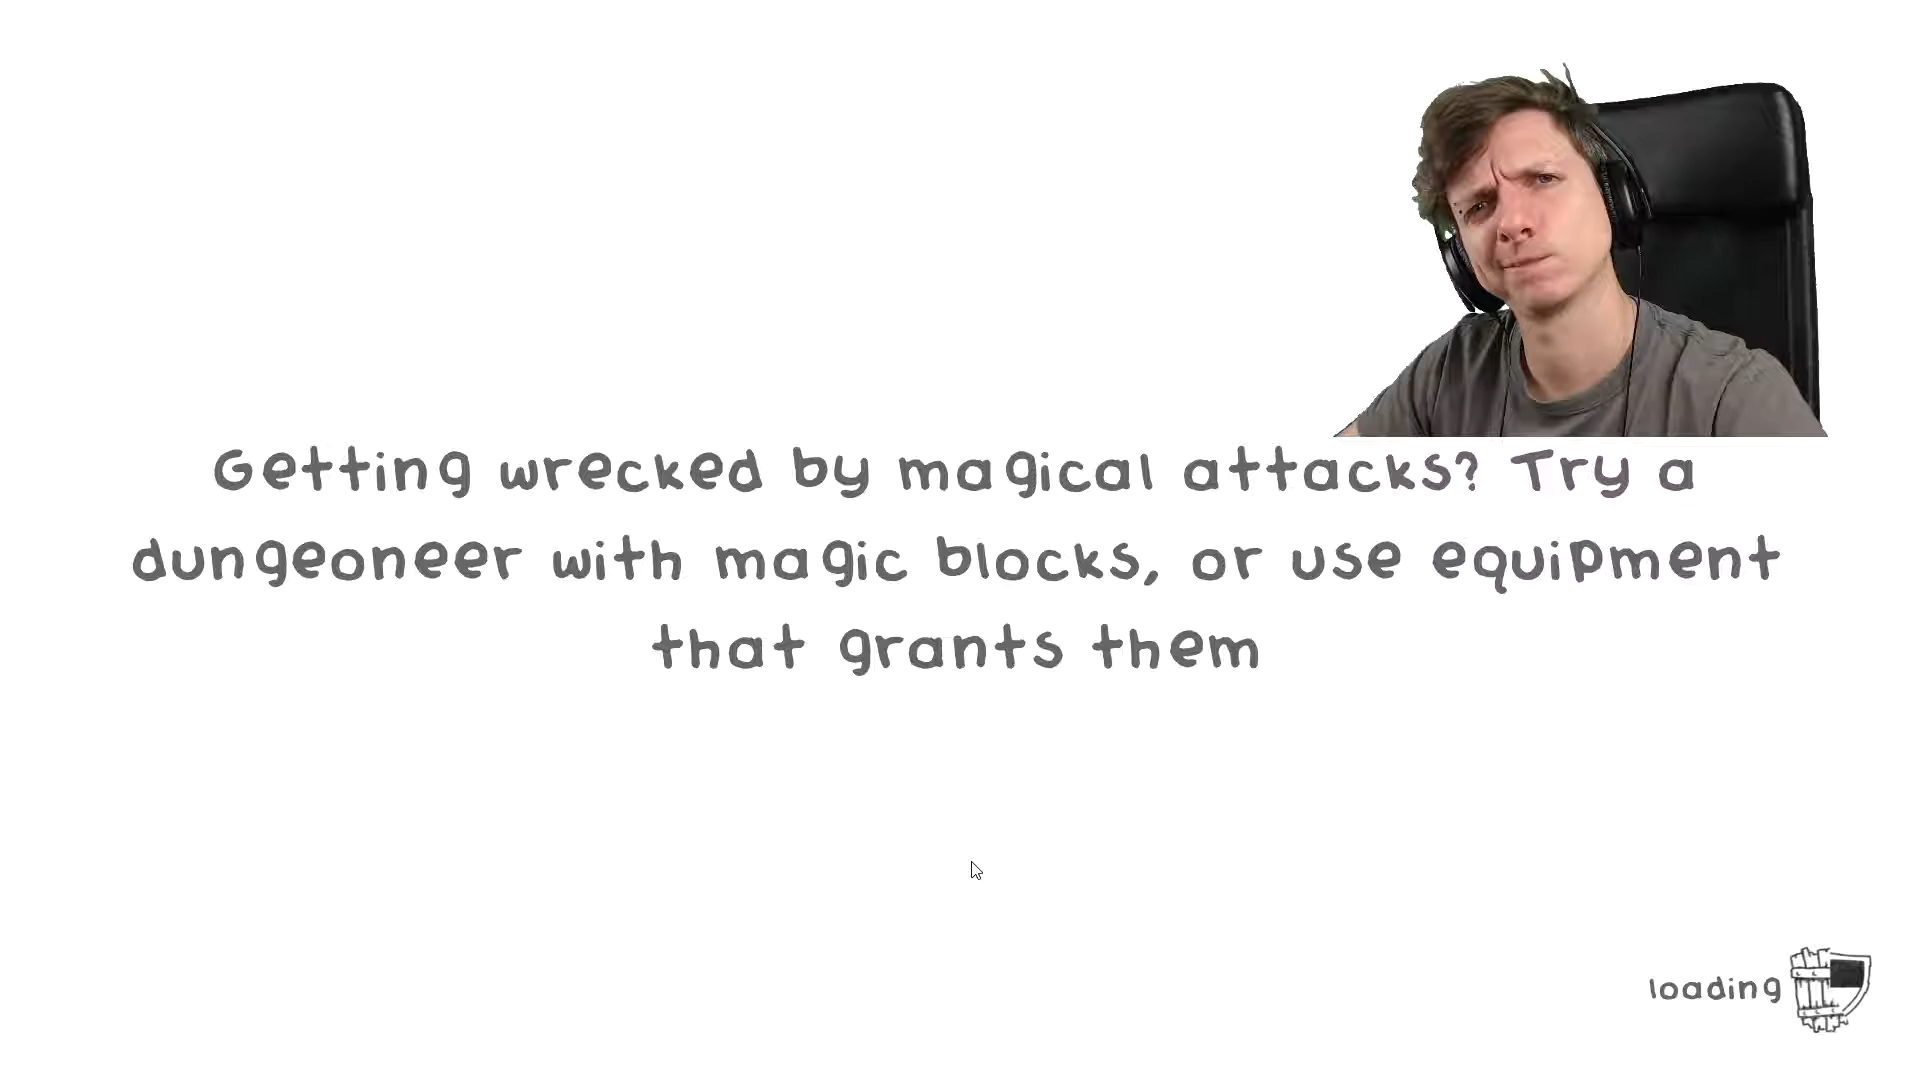 Getting wrecked by magical attacks? Try a
dungeoneer with magic blocks, or use equipment
that grants them
loading